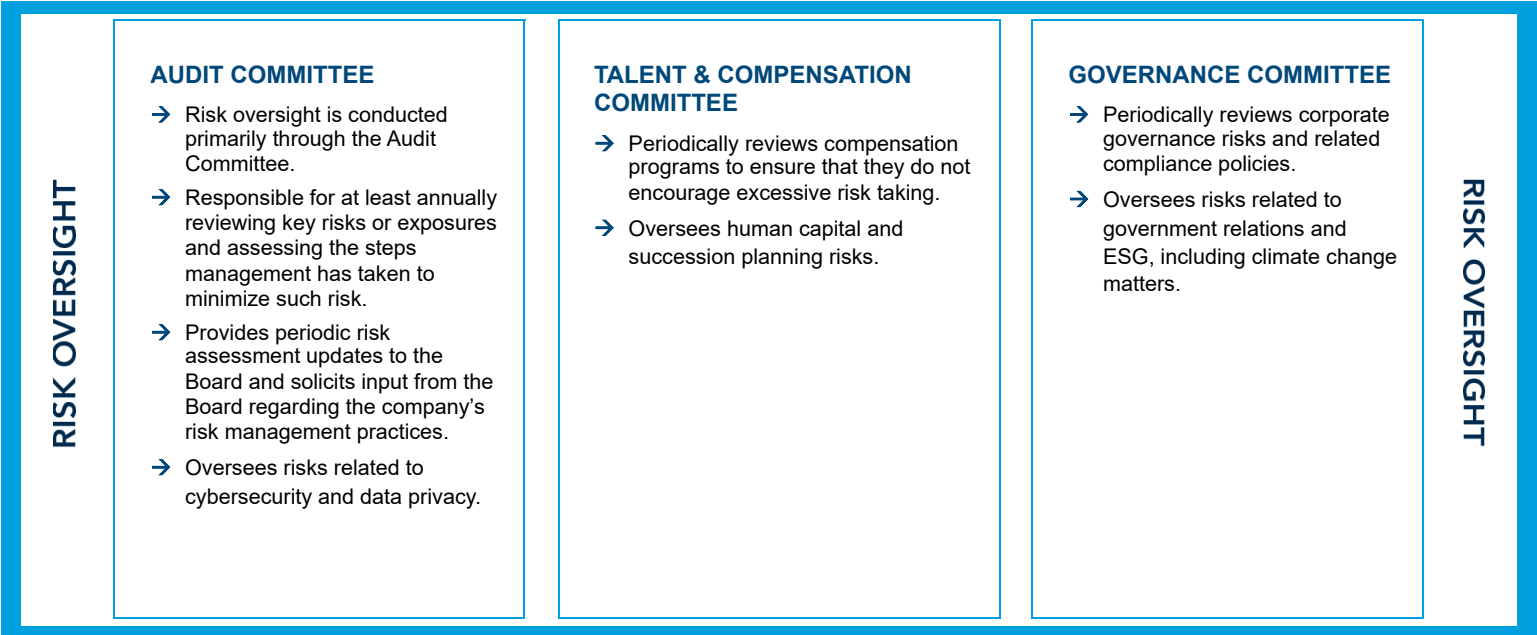 RISK OVERSIGHT
AUDIT COMMITTEE
Risk oversight is conducted
primarily through the Audit
Committee.
Responsible for at least annually
reviewing key risks or exposures
and assessing the steps
management has taken to
minimize such risk.
Provides periodic risk
assessment updates to the
Board and solicits input from the
Board regarding the company’s
risk management practices.
Oversees risks related to
cybersecurity and data privacy.
TALENT & COMPENSATION
COMMITTEE
Periodically reviews compensation
programs to ensure that they do not
encourage excessive risk taking.
Oversees human capital and
succession planning risks.
GOVERNANCE COMMITTEE
Periodically reviews corporate
governance risks and related
compliance policies.
Oversees risks related to
government relations and
ESG, including climate change
matters.
RISK OVERSIGHT